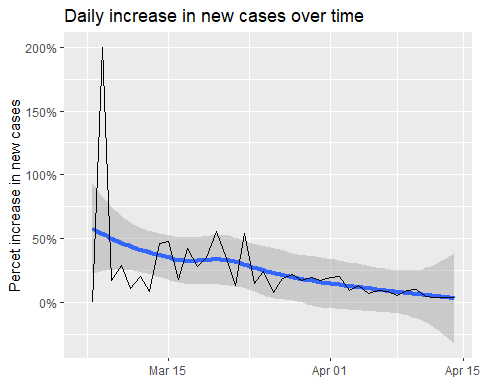 Daily increase in new cases over time
Percet increase in new cases
200%
150%
100%
50%
0%
Mar 15
Apr 01
Apr 15